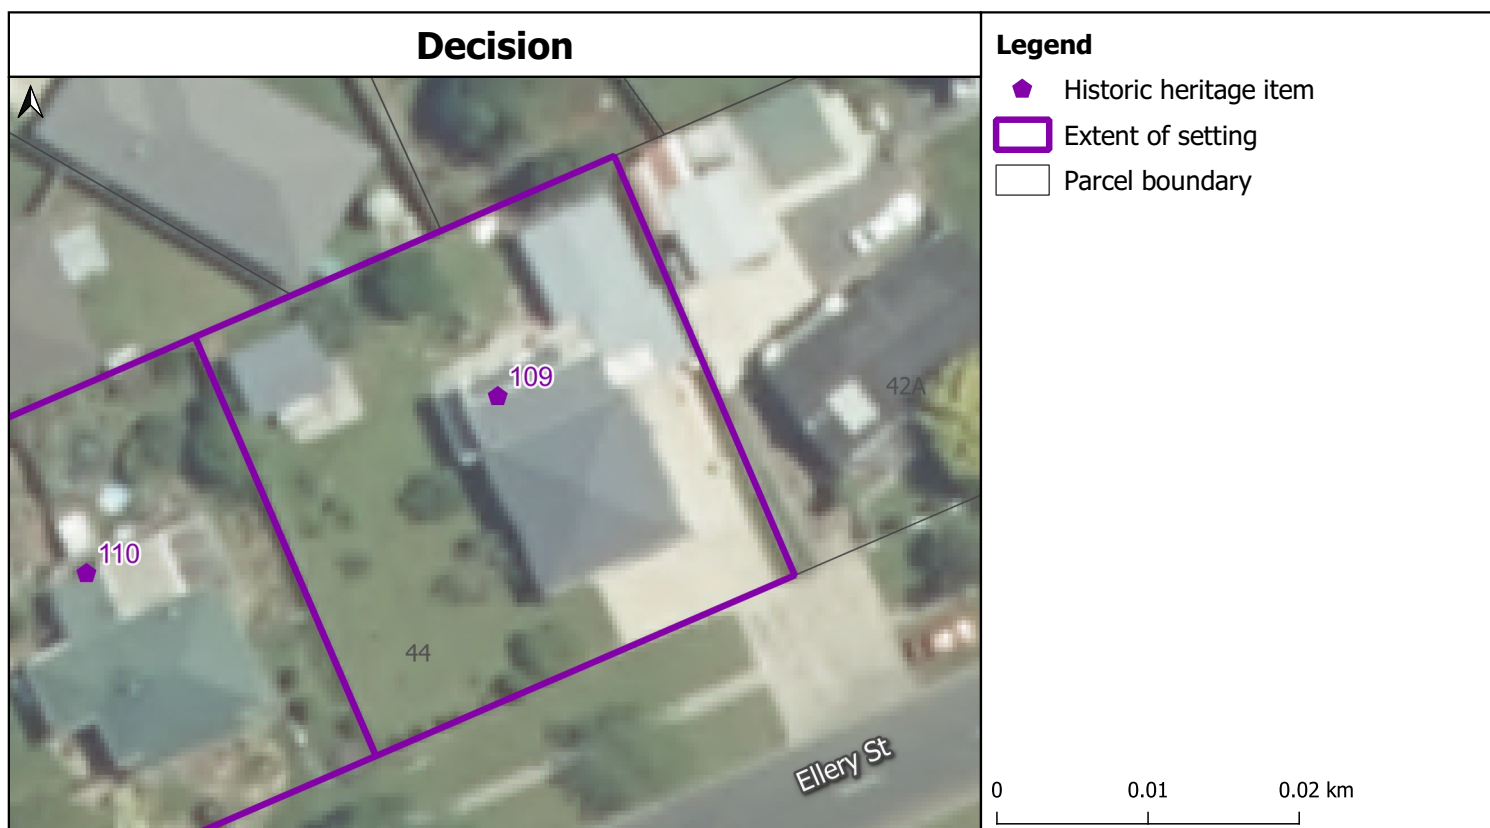 Decision
Legend
Historic heritage item
Extent of setting
Parcel boundary
109
42A
110
44
Ellery St
0 0.01 0.02 km